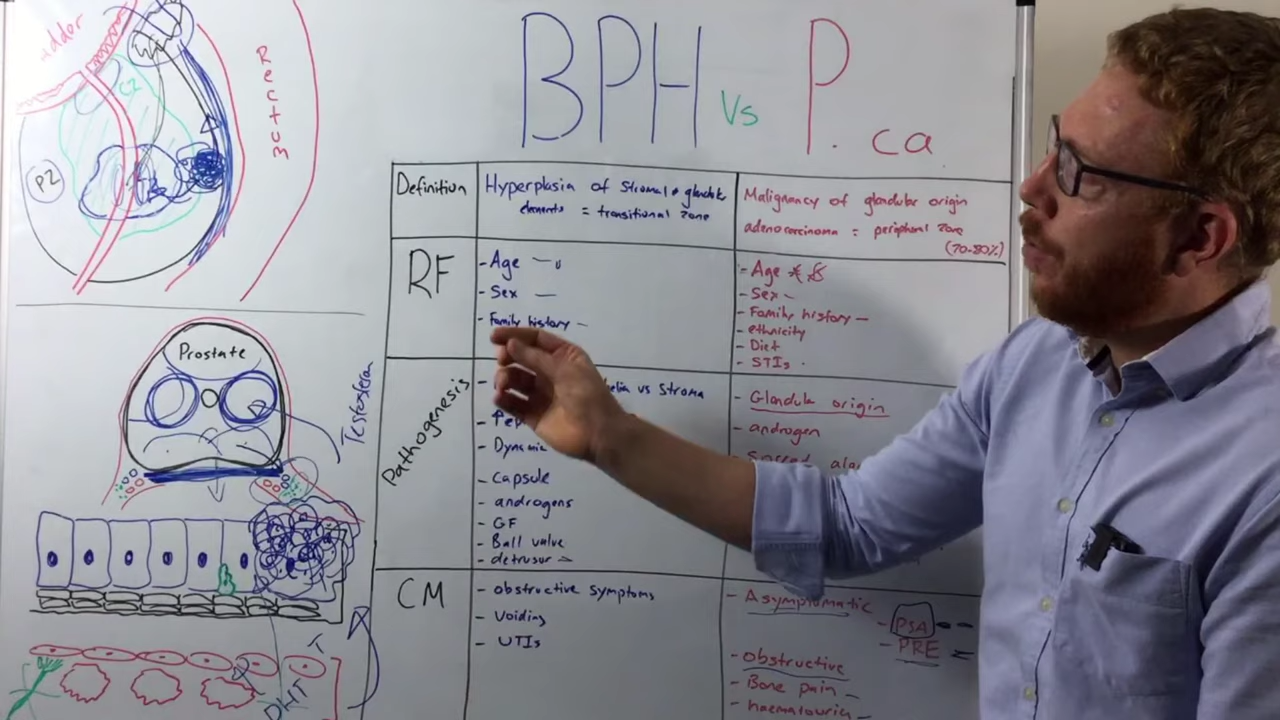 BPH vs P. ca
Rectum
CZ
PZ
Definition
Hyperplasia of stromal + glandular
elements = transitional zone
Malignancy of glandular origin
adenocarcinoma = peripheral zone
(70-80%)
RF
- Age
- Sex
- Family history -
- Age
- Sex -
- Family history -
- ethnicity
- Diet
- STIs
Prostate
Pathogenesis
vs Stroma
- Dynamic
- Capsule
- androgens
- GF
- Ball valve
- detrusor
- Glandular origin
- androgen
CM
- obstructive symptoms
- Voiding
- UTIs
- Asymptomatic
- PSA
- PRE
- obstructive
- Bone pain
- haematouria
T
DHT